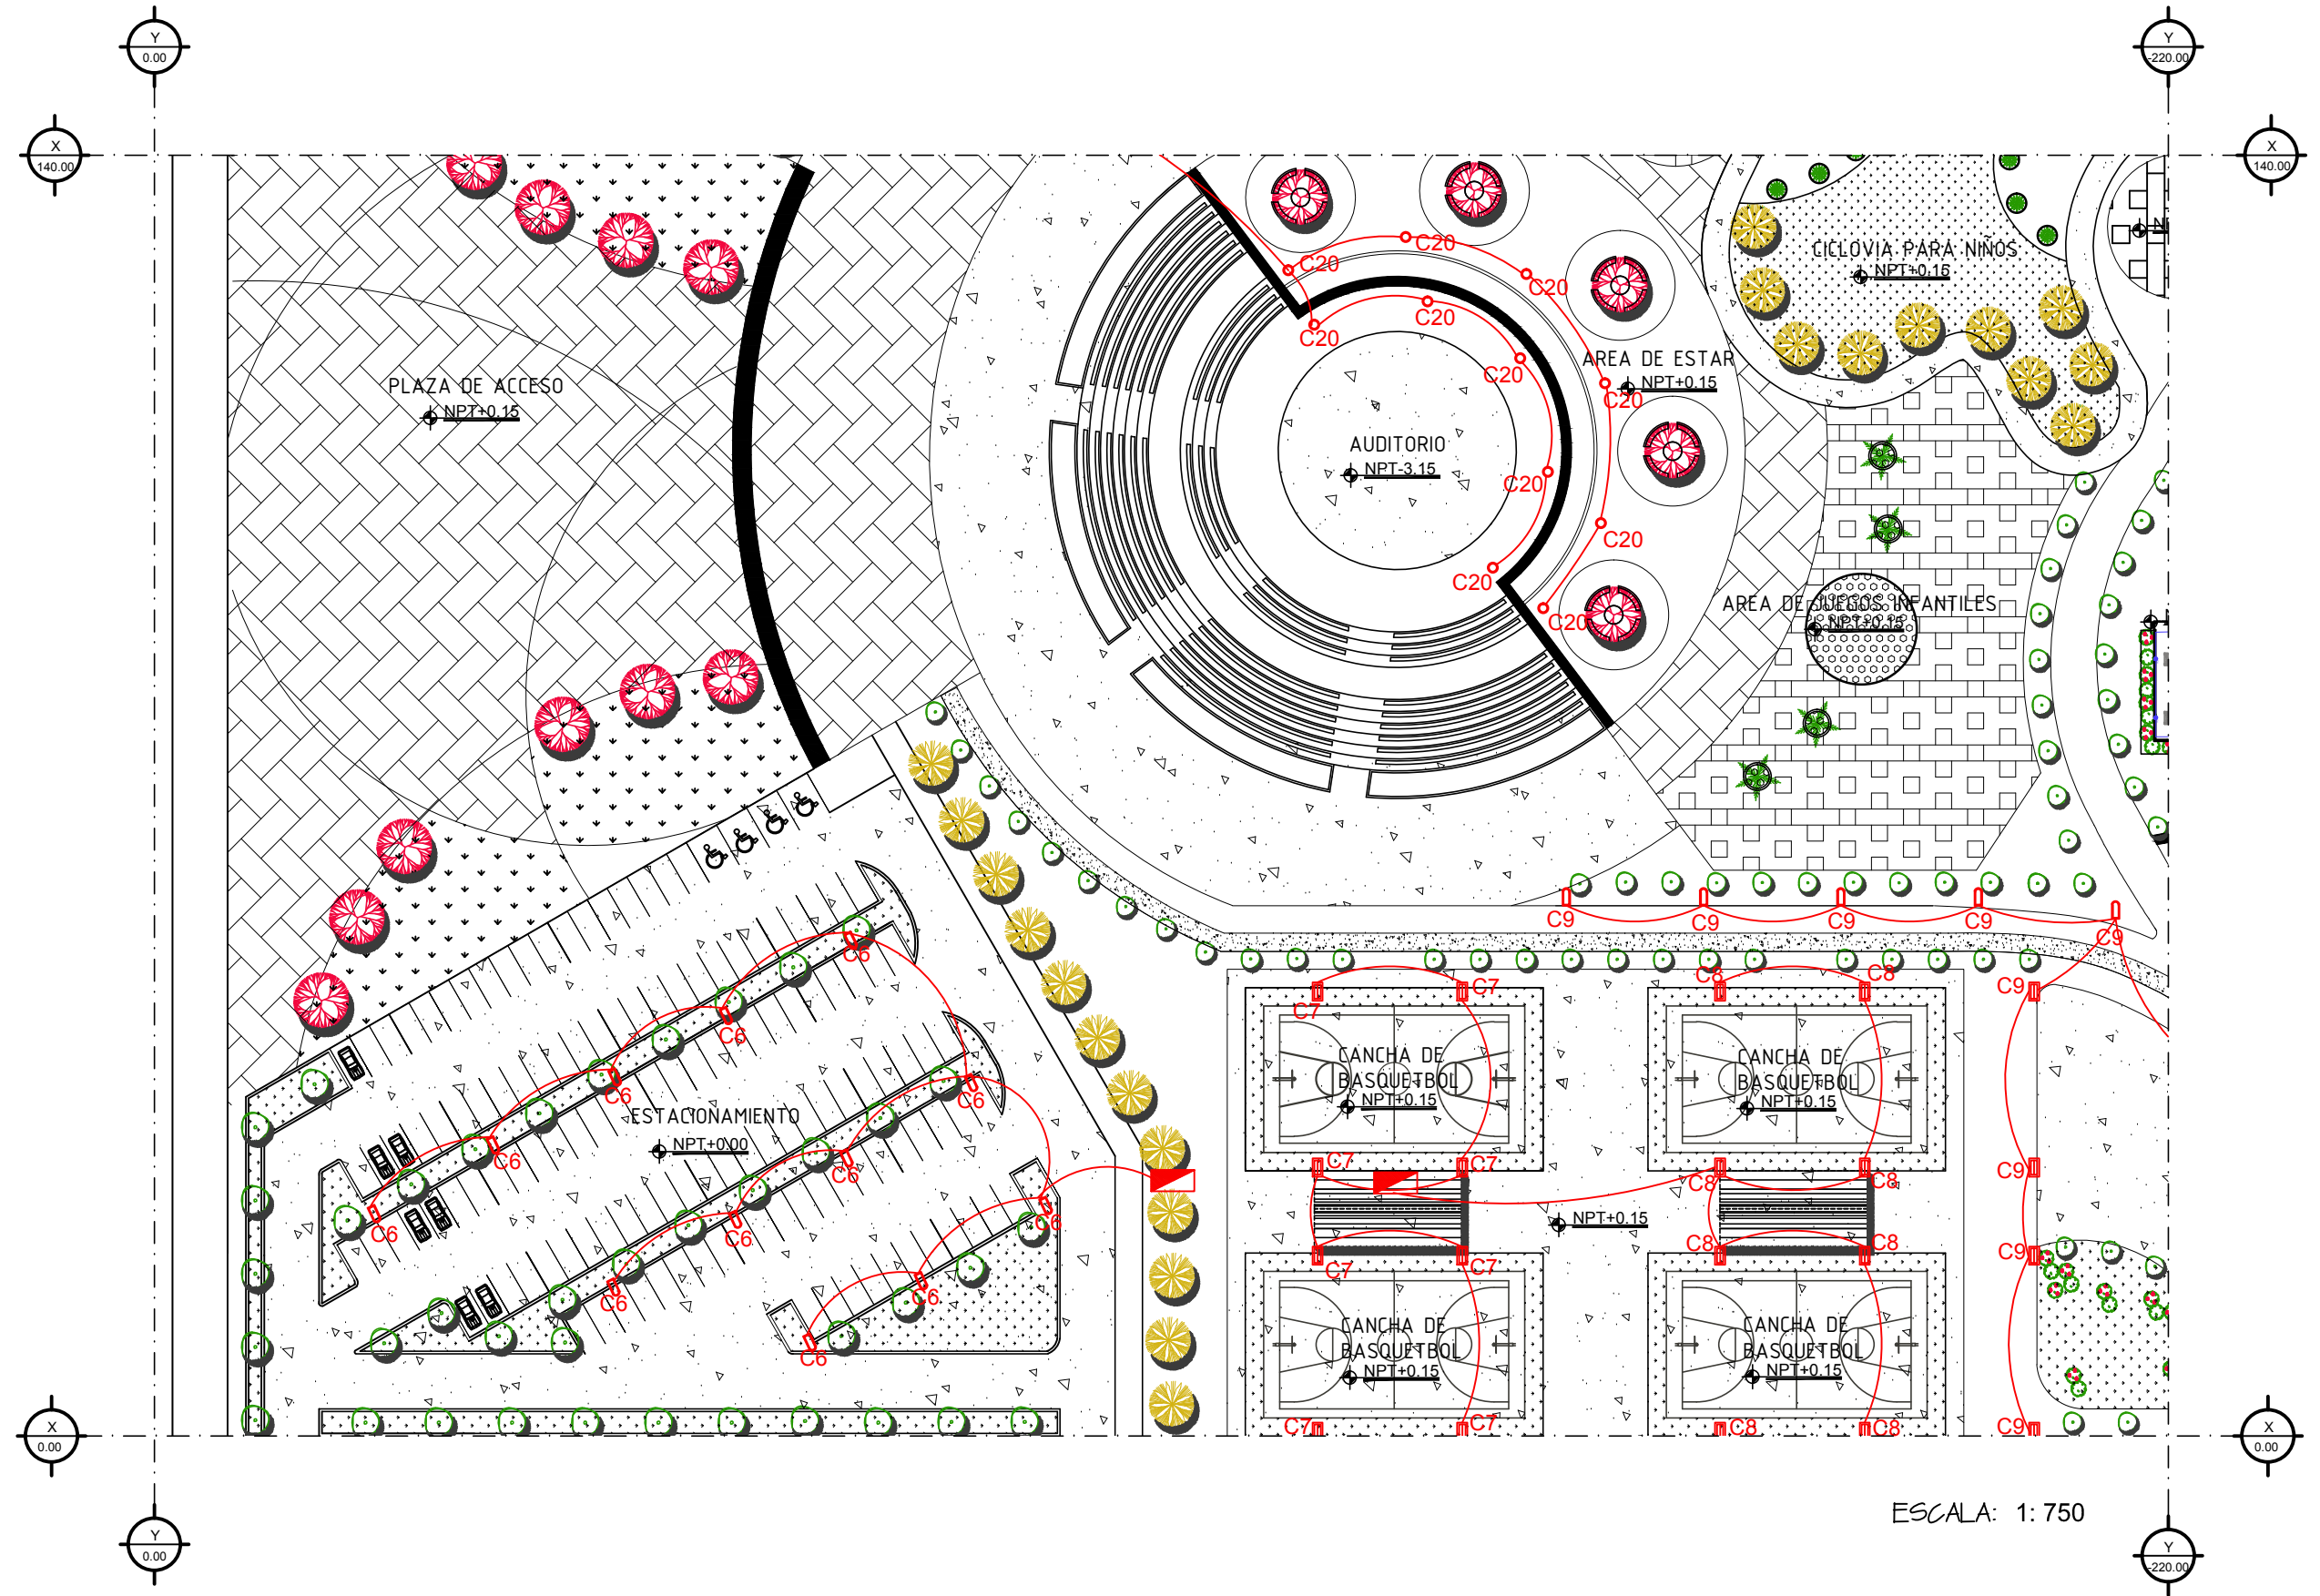 Y
0.00
Y
-220.00
X
140.00
X
140.00
CICLOVIA PARA NIÑOS
NPT+0.15
C20
C20
C20
C20
C20
C20
C20
C20
C20
C20
C20
C20
AREA DE ESTAR
NPT+0.15
PLAZA DE ACCESO
NPT+0.15
AUDITORIO
NPT-3.15
AREA DE JUEGOS INFANTILES
NPT+0.15
C9
C9
C9
C9
C9
C6
C6
C6
C6
C6
C6
C6
C6
C6
C6
C6
C6
ESTACIONAMIENTO
NPT+0.00
C7
C7
C8
C8
C9
CANCHA DE
BASQUETBOL
NPT+0.15
CANCHA DE
BASQUETBOL
NPT+0.15
C7
C7
C8
C8
C9
NPT+0.15
C7
C7
C8
C8
C9
CANCHA DE
BASQUETBOL
NPT+0.15
CANCHA DE
BASQUETBOL
NPT+0.15
C7
C7
C8
C8
C9
X
0.00
X
0.00
ESCALA: 1: 750
Y
0.00
Y
-220.00